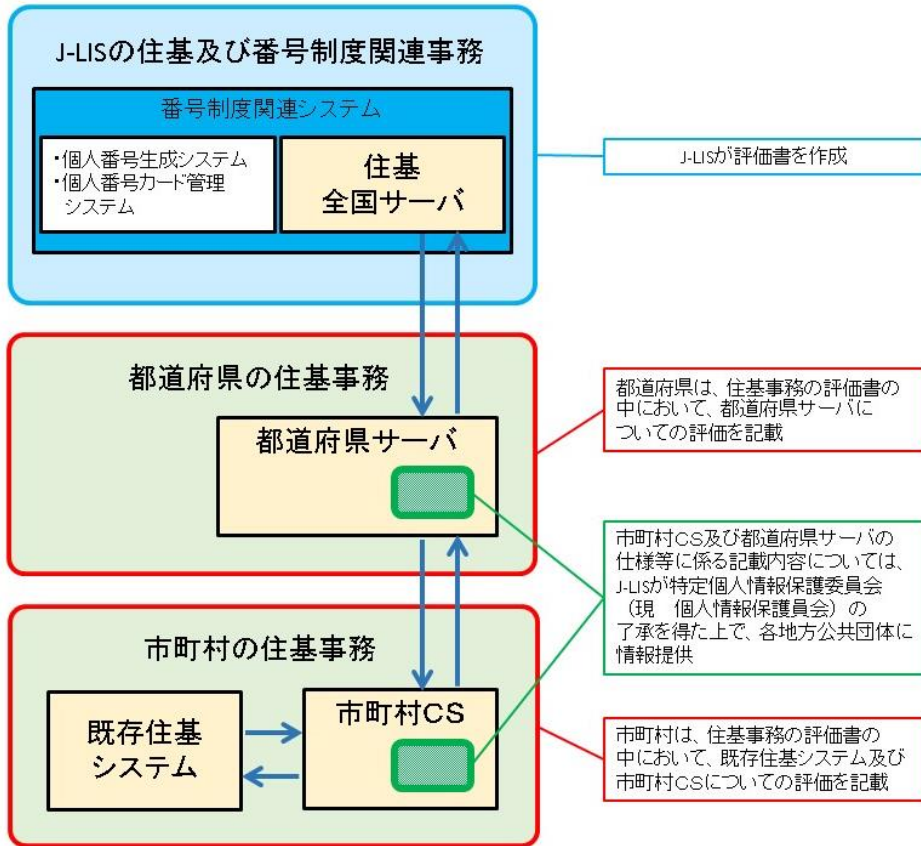 J-LISの住基及び番号制度関連事務
番号制度関連システム
・個人番号生成システム
・個人番号カード管理
システム
住基
全国サーバ
J-LISが評価書を作成
都道府県の住基事務
都道府県サーバ
都道府県は、住基事務の評価書の
中において、都道府県サーバに
ついての評価を記載
市町村CS及び都道府県サーバの
仕様等に係る記載内容については、
J-LISが特定個人情報保護委員会
（現　個人情報保護員会）の
了承を得た上で、各地方公共団体に
情報提供
市町村の住基事務
既存住基
システム
市町村CS
市町村は、住基事務の評価書の
中において、既存住基システム及び
市町村CSについての評価を記載